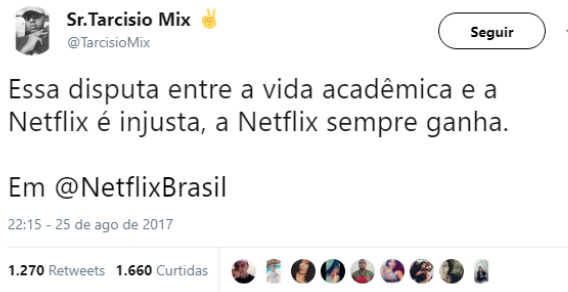 Sr.Tarcisio Mix ✌
@TarcisioMix
Seguir
Essa disputa entre a vida acadêmica e a
Netflix é injusta, a Netflix sempre ganha.
Em @NetflixBrasil
22:15 - 25 de ago de 2017
1.270 Retweets 1.660 Curtidas